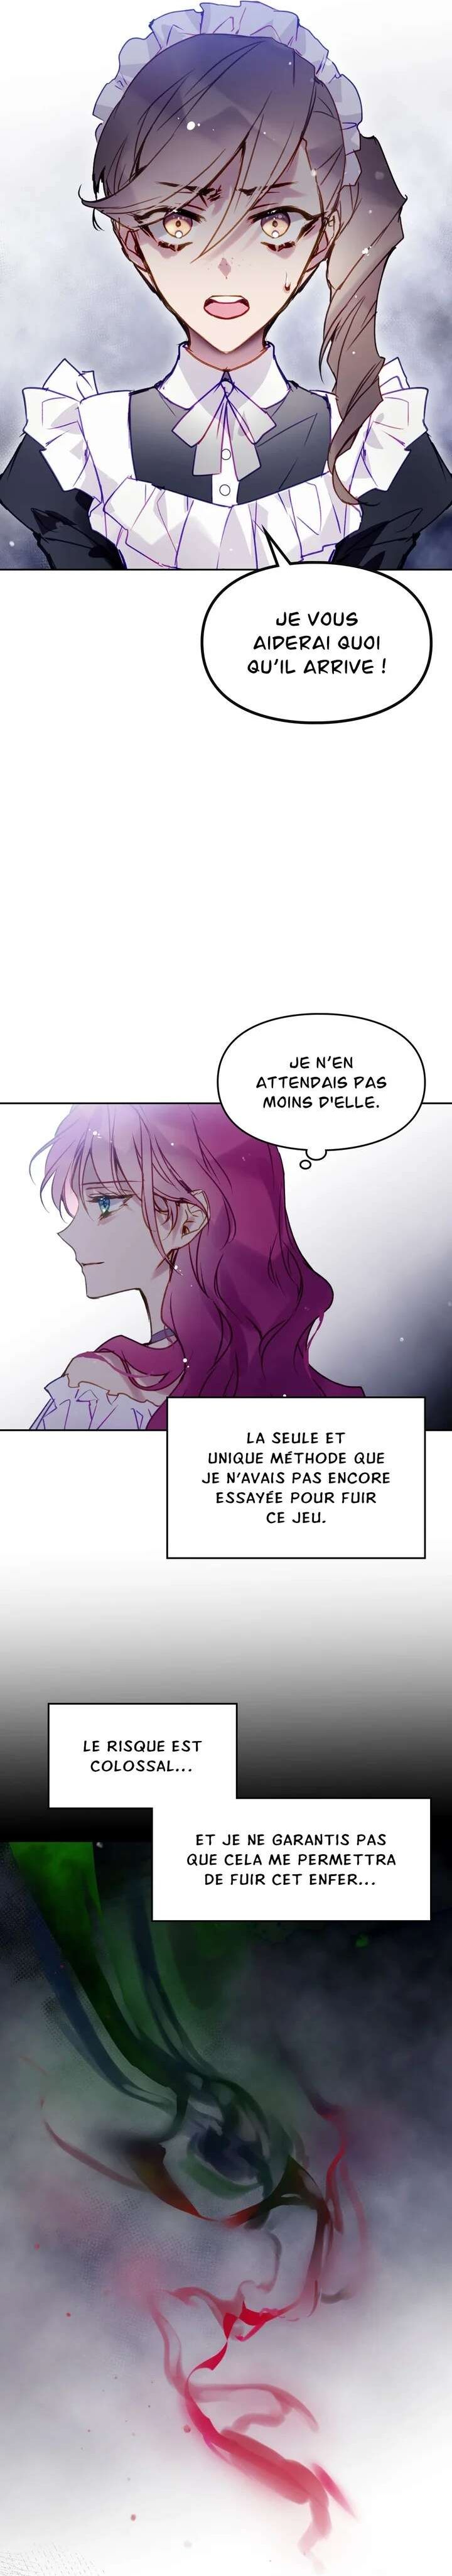 JE VOUS
AIDERAI QUOI
QU'IL ARRIVE !
JE N'EN
ATTENDAIS PAS
MOINS D'ELLE.
LA SEULE ET
UNIQUE MÉTHODE QUE
JE N'AVAIS PAS ENCORE
ESSAYÉE POUR FUIR
CE JEU.
LE RISQUE EST
COLOSSAL...
ET JE NE GARANTIS PAS
QUE CELA ME PERMETTRA
DE FUIR CET ENFER...